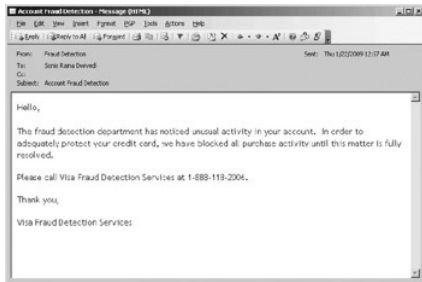 Account Fraud Detection - Message (HTML)
File Edit View Insert Format PGP Tools Actions Help
Reply Reply to All Forward
From: Fraud Detection Sent: Thu 1/22/2009 12:57 AM
To: Sonia Raina
Cc:
Subject: Account Fraud Detection
Hello,
The fraud detection department has noticed unusual activity in your account. In order to
adequately protect your credit card, we have blocked all purchase activity until this matter is fully
resolved.
Please call Visa Fraud Detection Services at 1-888-118-2006.
Thank you,
Visa Fraud Detection Services